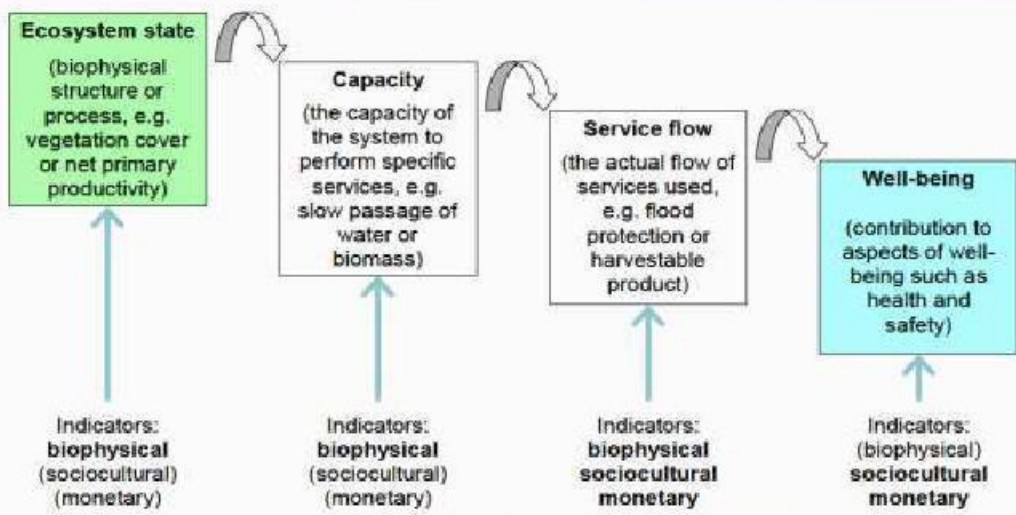 Ecosystem state
(biophysical
structure or
process, e.g.
vegetation cover
or net primary
productivity)
Capacity
(the capacity of
the system to
perform specific
services, e.g.
slow passage of
water or
biomass)
Service flow
(the actual flow of
services used,
e.g. flood
protection or
harvestable
product)
Well-being
(contribution to
aspects of well-
being such as
health and
safety)
Indicators:
biophysical
(sociocultural)
(monetary)
Indicators:
biophysical
(sociocultural)
(monetary)
Indicators:
biophysical
sociocultural
monetary
Indicators:
(biophysical)
sociocultural
monetary